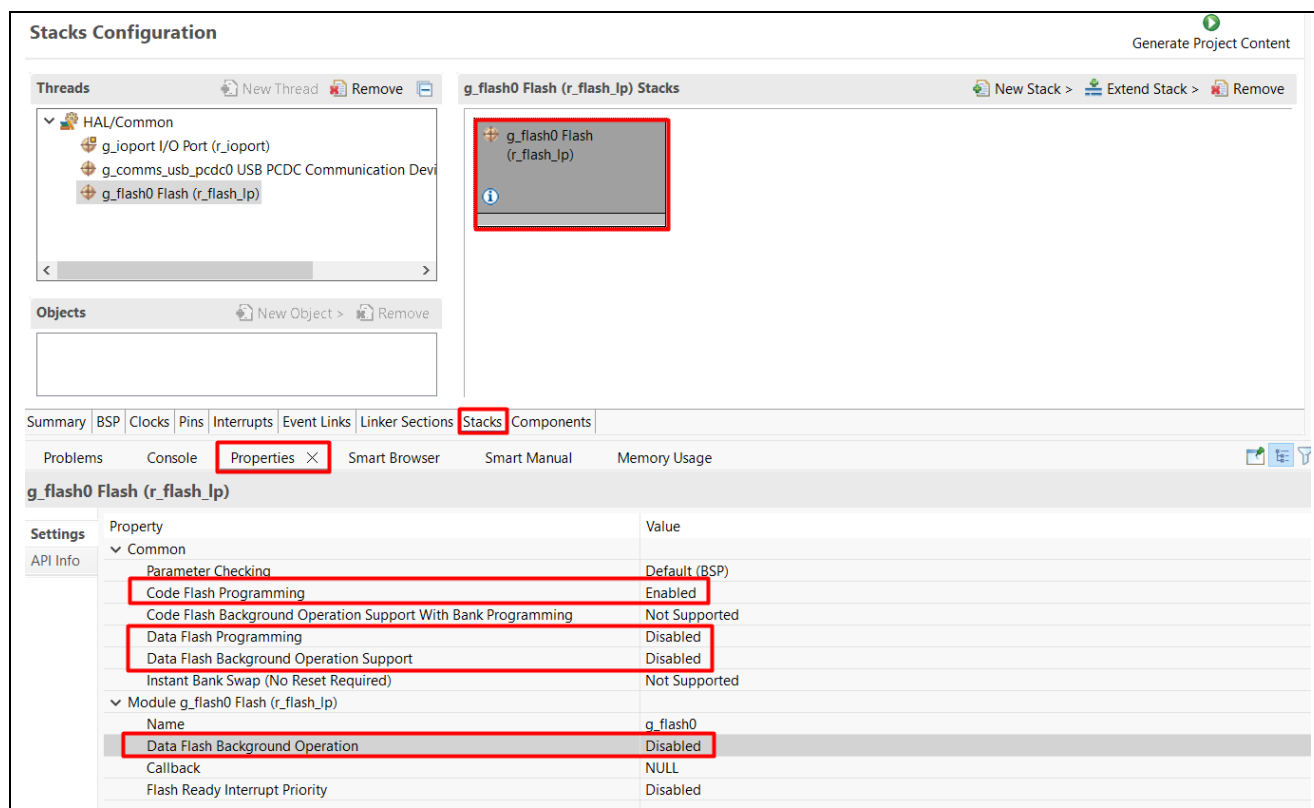 Stacks Configuration
Generate Project Content
Threads
New Thread
Remove
HAL/Common
g_ioport I/O Port (r_ioport)
g_comms_usb_pcdc0 USB PCDC Communication Devi
g_flash0 Flash (r_flash_lp)
Objects
New Object >
Remove
g_flash0 Flash (r_flash_lp) Stacks
New Stack >
Extend Stack >
Remove
g_flash0 Flash
(r_flash_lp)
Summary BSP Clocks Pins Interrupts Event Links Linker Sections Stacks Components
Problems Console Properties Smart Browser Smart Manual Memory Usage
g_flash0 Flash (r_flash_lp)
Settings
API Info
Property Value
Common
Parameter Checking Default (BSP)
Code Flash Programming Enabled
Code Flash Background Operation Support With Bank Programming Not Supported
Data Flash Programming Disabled
Data Flash Background Operation Support Disabled
Instant Bank Swap (No Reset Required) Not Supported
Module g_flash0 Flash (r_flash_lp)
Name g_flash0
Data Flash Background Operation Disabled
Callback NULL
Flash Ready Interrupt Priority Disabled